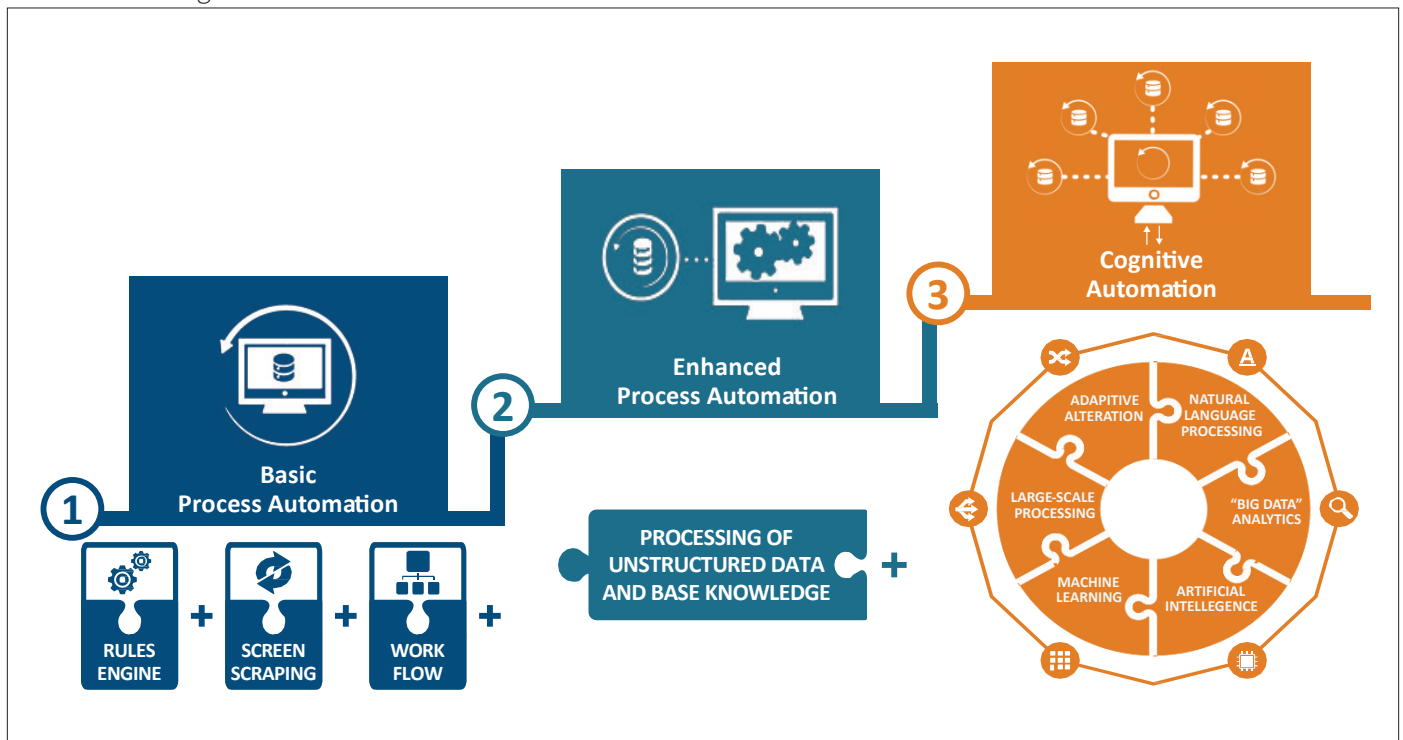 3
Cognitive
Automation
2
Enhanced
Process Automation
1
Basic
Process Automation
RULES
ENGINE
+
SCREEN
SCRAPING
+
WORK
FLOW
+
PROCESSING OF
UNSTRUCTURED DATA
AND BASE KNOWLEDGE
+
ADAPITIVE
ALTERATION
NATURAL
LANGUAGE
PROCESSING
LARGE-SCALE
PROCESSING
“BIG DATA”
ANALYTICS
MACHINE
LEARNING
ARTIFICIAL
INTELLEGENCE
A